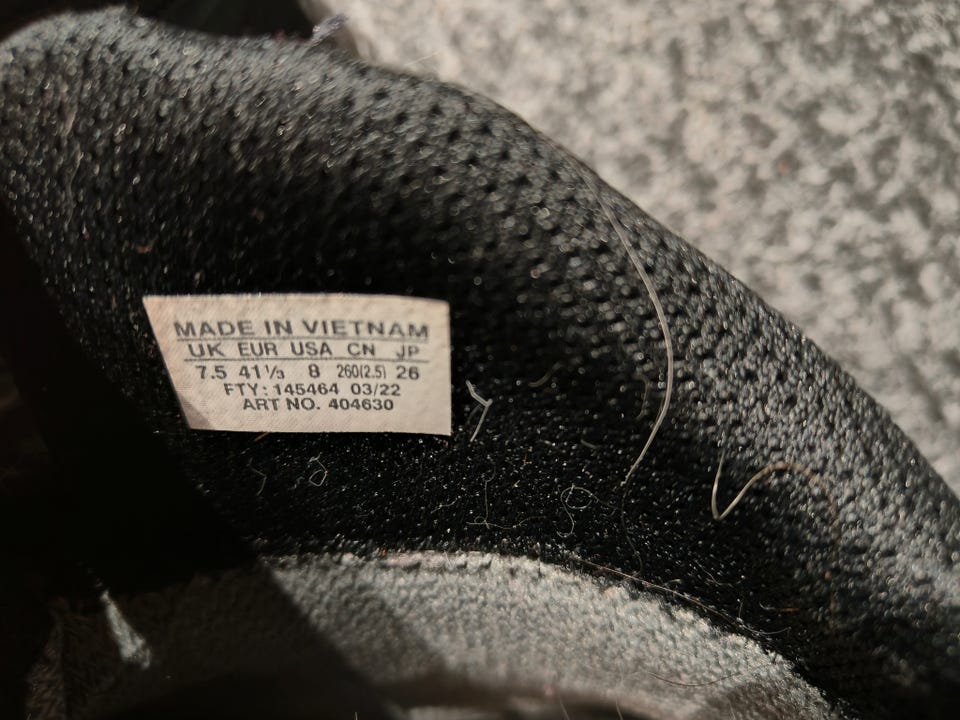 MADE IN VIETNAM
UK EUR USA CN JP
7.5 41⅓ 8 260(2.5) 26
FTY: 145464 03/22
ART NO. 404630